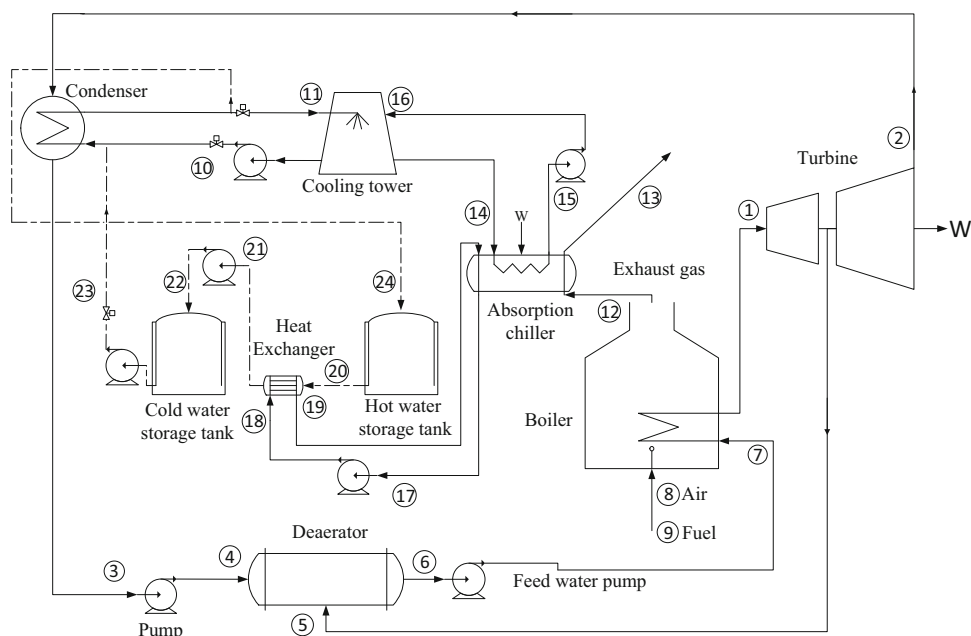 ②
Condenser
⑪
⑯
Turbine
⑩
Cooling tower
⑮
⑬
①
⑭
W
W
㉑
Exhaust gas
㉓
㉒
㉔
Absorption
chiller
⑫
Heat
Exchanger
⑳
Cold water
storage tank
⑱
⑲
Hot water
storage tank
Boiler
⑦
⑰
⑧ Air
⑨ Fuel
Deaerator
③
④
⑥
Feed water pump
Pump
⑤